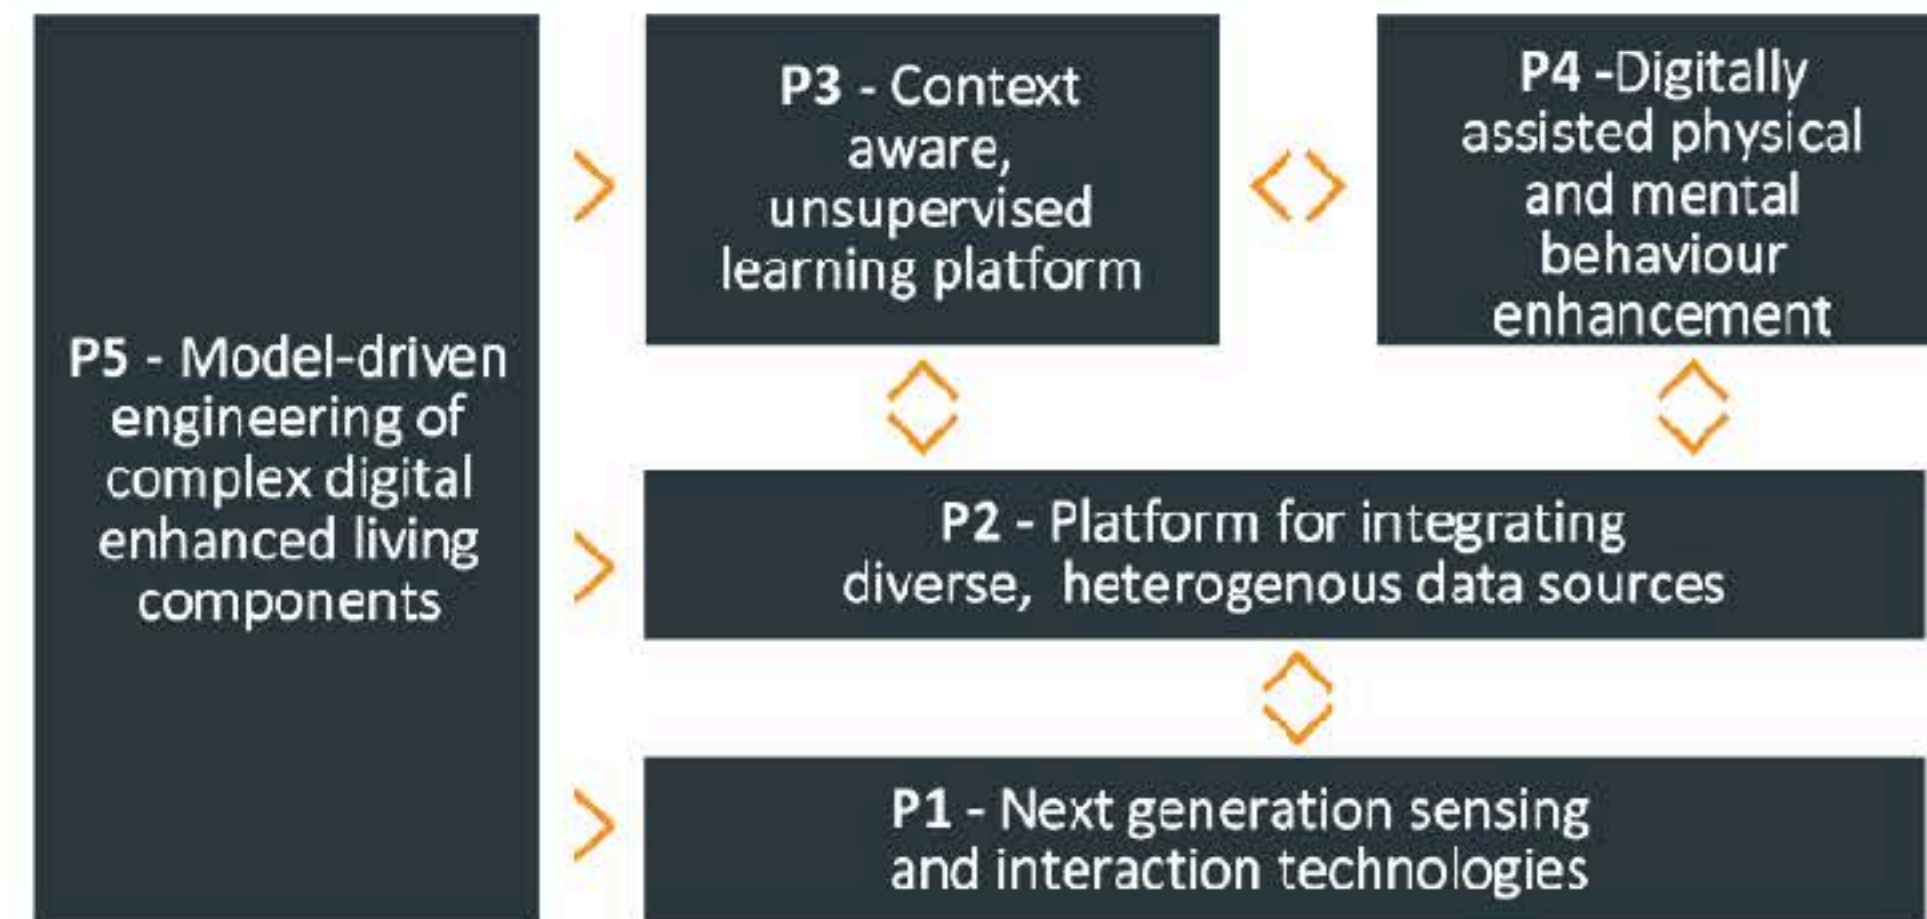 P5 - Model-driven
engineering of
complex digital
enhanced living
components
P3 - Context
aware,
unsupervised
learning platform
P4 -Digitally
assisted physical
and mental
behaviour
enhancement
P2 - Platform for integrating
diverse,  heterogenous data sources
P1 - Next generation sensing
and interaction technologies